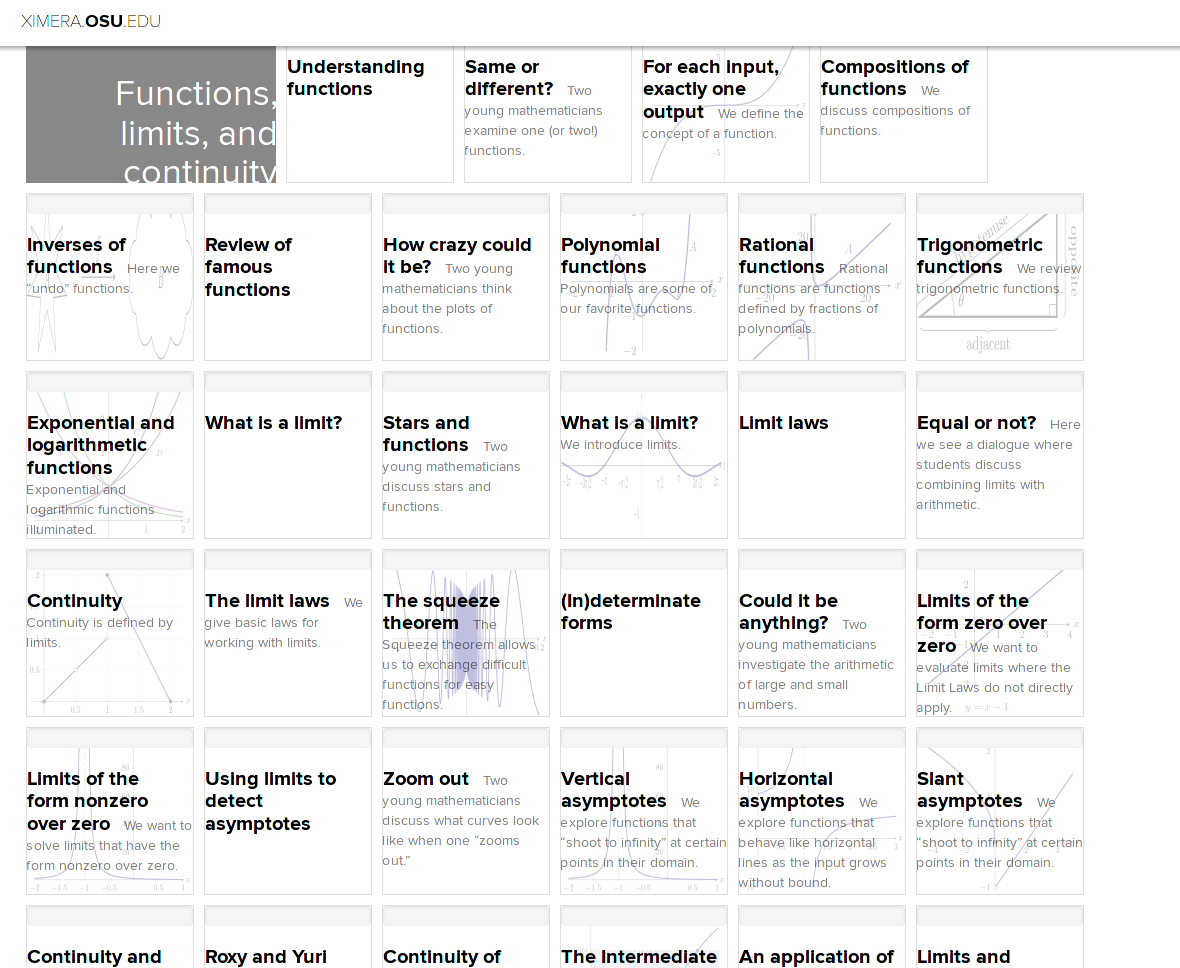 XIMERA.OSU.EDU
Functions,
limits, and
continuity
Understanding
functions
Same or
different? Two
young mathematicians
examine one (or two!)
functions.
For each input,
exactly one
output We define the
concept of a function.
Compositions of
functions We
discuss compositions of
functions.
Inverses of
functions Here we
“undo” functions.
Review of
famous
functions
How crazy could
it be? Two young
mathematicians think
about the plots of
functions.
Polynomial
functions
Polynomials are some of
our favorite functions.
Rational
functions Rational
functions are functions
defined by fractions of
polynomials.
Trigonometric
functions We review
trigonometric functions.
hypotenuse
opposite
θ
adjacent
Exponential and
logarithmetic
functions
Exponential and
logarithmic functions
illuminated.
What is a limit?
Stars and
functions Two
young mathematicians
discuss stars and
functions.
What is a limit?
We introduce limits.
Limit laws
Equal or not? Here
we see a dialogue where
students discuss
combining limits with
arithmetic.
Continuity
Continuity is defined by
limits.
The limit laws We
give basic laws for
working with limits.
The squeeze
theorem The
Squeeze theorem allows
us to exchange difficult
functions for easy
functions.
(In)determinate
forms
Could it be
anything? Two
young mathematicians
investigate the arithmetic
of large and small
numbers.
Limits of the
form zero over
zero We want to
evaluate limits where the
Limit Laws do not directly
apply.
y = x − 1
Limits of the
form nonzero
over zero We want to
solve limits that have the
form nonzero over zero.
Using limits to
detect
asymptotes
Zoom out Two
young mathematicians
discuss what curves look
like when one “zooms
out.”
Vertical
asymptotes We
explore functions that
“shoot to infinity” at certain
points in their domain.
Horizontal
asymptotes We
explore functions that
behave like horizontal
lines as the input grows
without bound.
Slant
asymptotes We
explore functions that
“shoot to infinity” at certain
points in their domain.
Continuity and
Roxy and Yuri
Continuity of
The Intermediate
An application of
Limits and